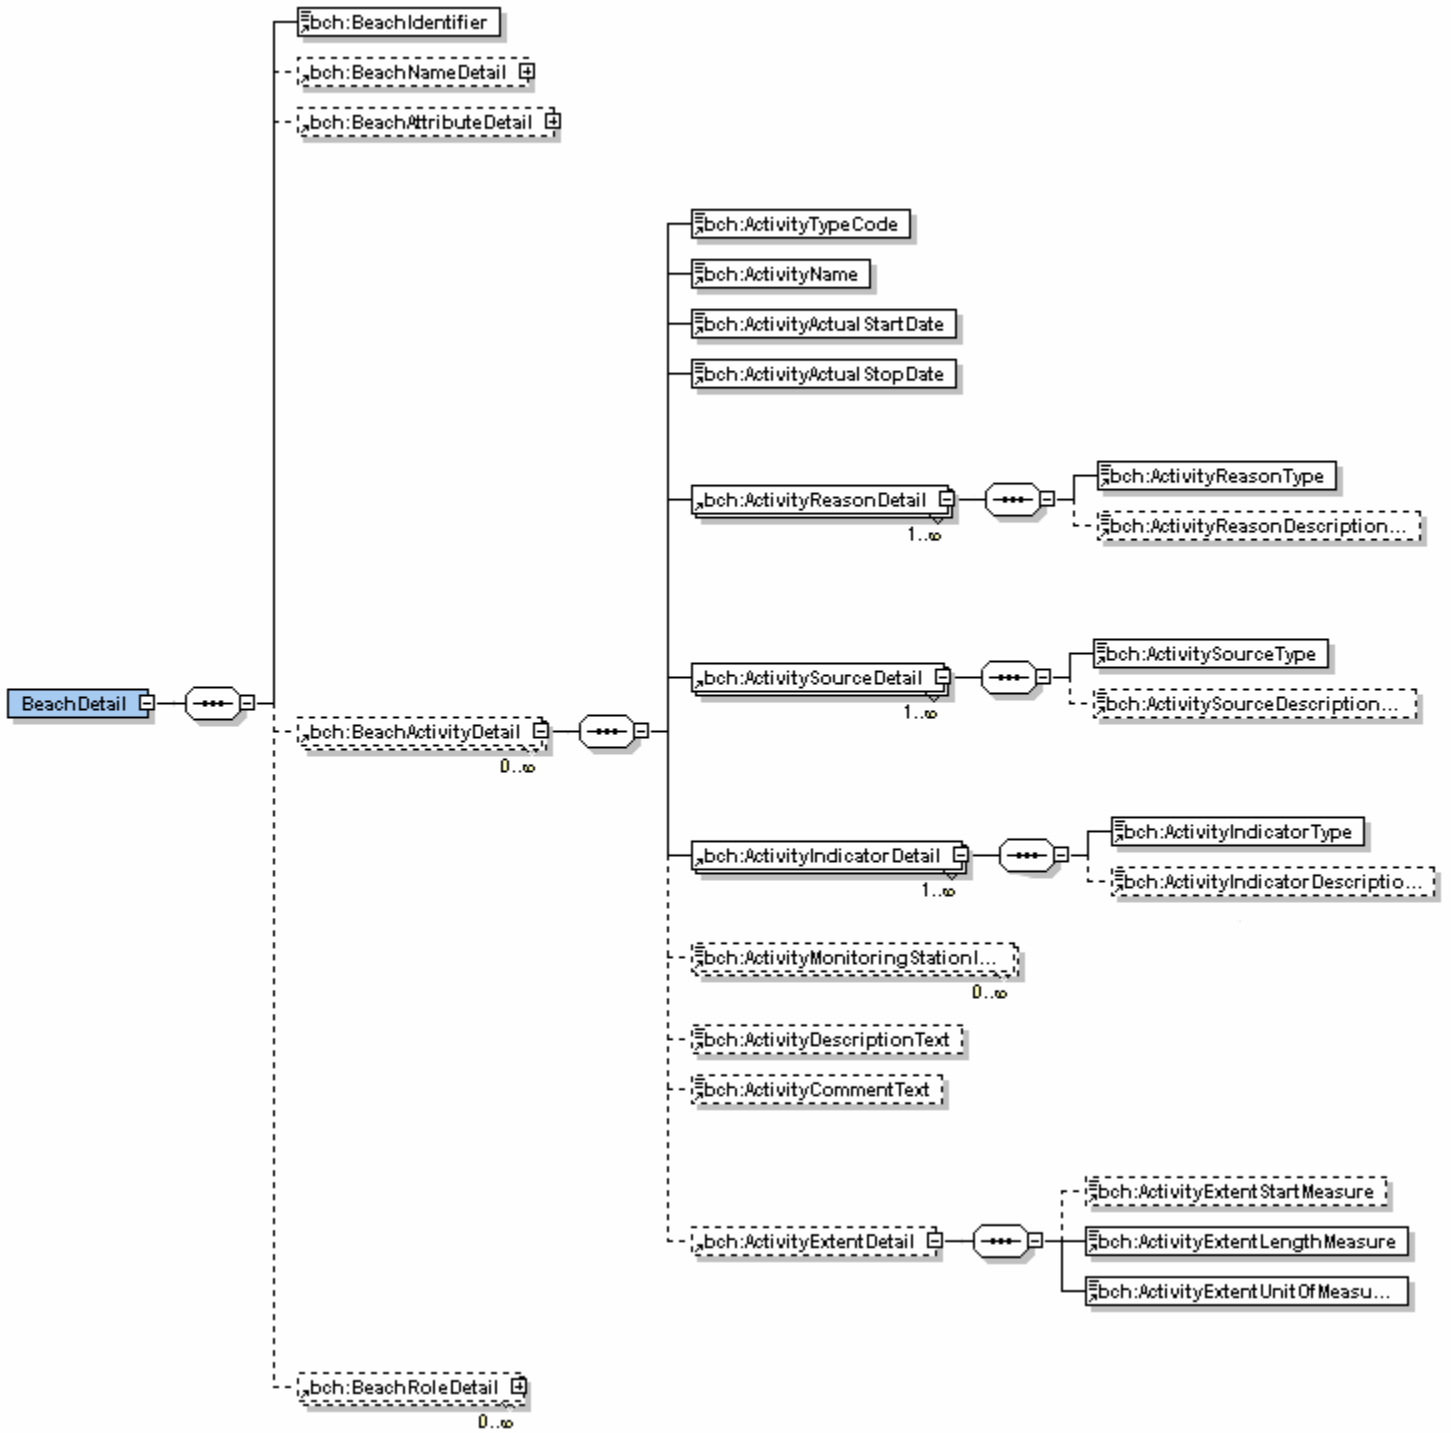 bch:BeachIdentifier
bch:BeachNameDetail
bch:BeachAttributeDetail
bch:ActivityTypeCode
bch:ActivityName
bch:ActivityActualStartDate
bch:ActivityActualStopDate
bch:ActivityReasonDetail
1..∞
bch:ActivityReasonType
bch:ActivityReasonDescription...
bch:ActivitySourceDetail
1..∞
bch:ActivitySourceType
bch:ActivitySourceDescription...
BeachDetail
bch:BeachActivityDetail
0..∞
bch:ActivityIndicatorDetail
1..∞
bch:ActivityIndicatorType
bch:ActivityIndicatorDescriptio...
bch:ActivityMonitoringStationI...
0..∞
bch:ActivityDescriptionText
bch:ActivityCommentText
bch:ActivityExtentDetail
bch:ActivityExtentStartMeasure
bch:ActivityExtentLengthMeasure
bch:ActivityExtentUnitOfMeasu...
bch:BeachRoleDetail
0..∞